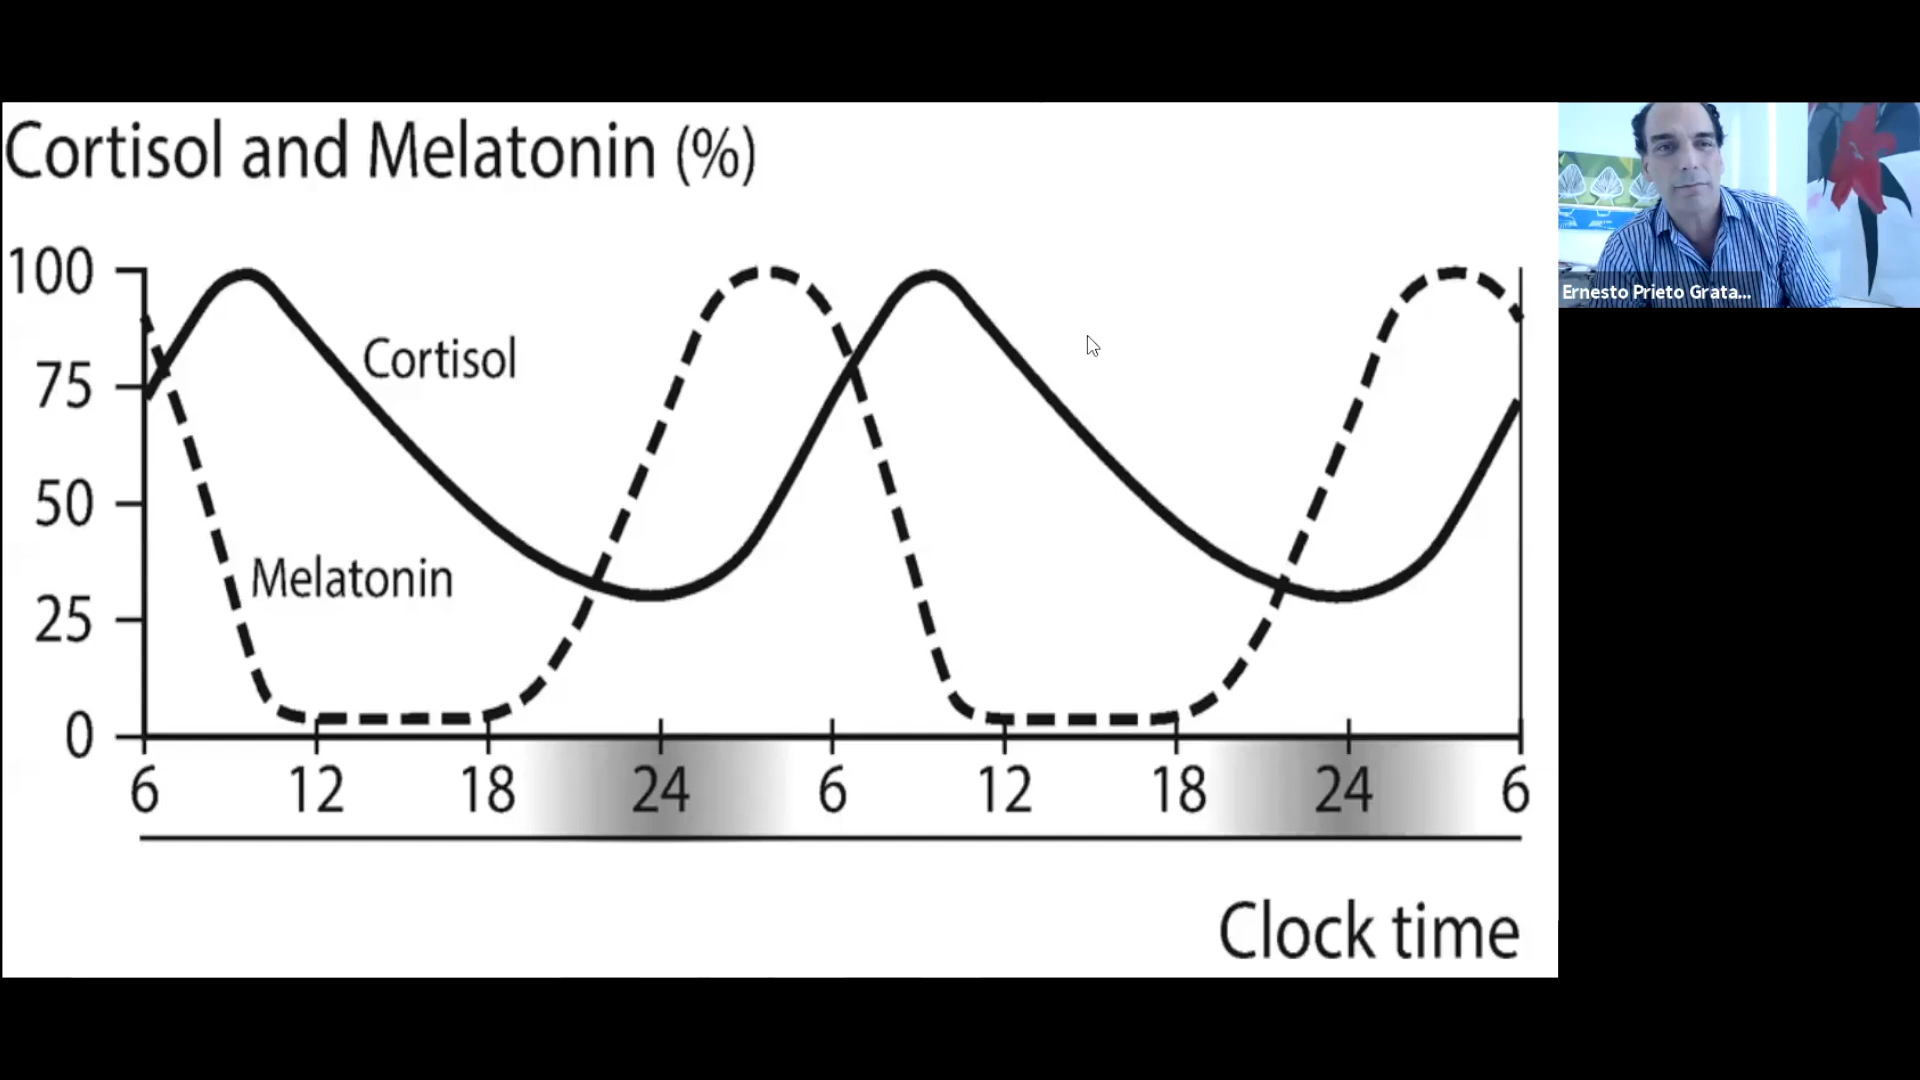 Cortisol and Melatonin (%)
100
75
50
25
0
Cortisol
Melatonin
6 12 18 24 6 12 18 24 6
Clock time
Ernesto Prieto Grata...